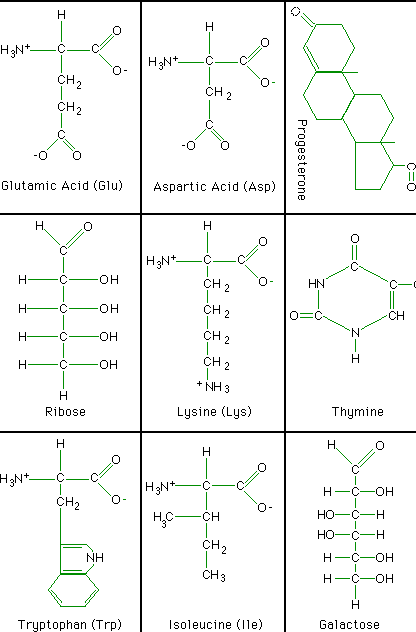 H
H₃N⁺ C C O
O-
CH₂
CH₂
C
-O O
Glutamic Acid (Glu)
H
H₃N⁺ C C O
O-
CH₂
C
-O O
Aspartic Acid (Asp)
O
C=O
Progesterone
H O
C
H C OH
H C OH
H C OH
H C OH
H
Ribose
H
H₃N⁺ C C O
O-
CH₂
CH₂
CH₂
CH₂
⁺NH₃
Lysine (Lys)
O
C
HN C C
O=C CH
N
H
Thymine
H
H₃N⁺ C C O
O-
CH₂
NH
Tryptophan (Trp)
H
H₃N⁺ C C O
O-
H₃C CH
CH₂
CH₃
Isoleucine (Ile)
H O
C
H C OH
HO C H
HO C H
H C OH
H C OH
H
Galactose